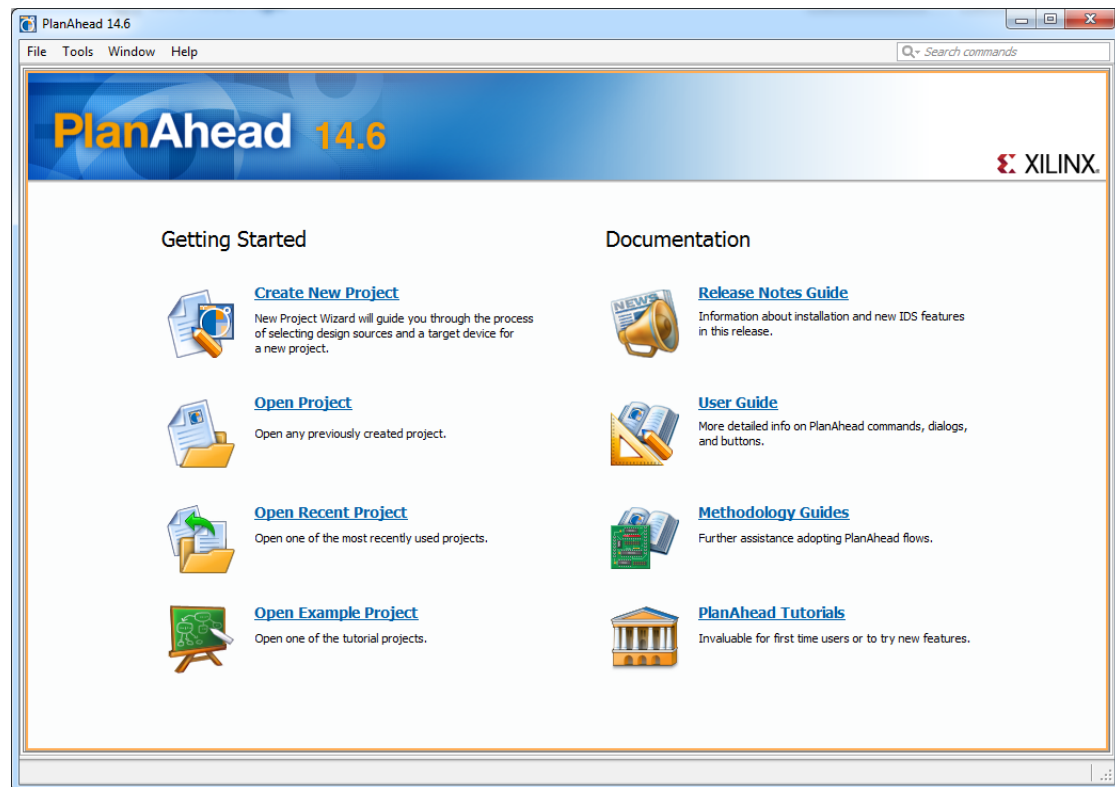 PlanAhead 14.6
File Tools Window Help
Search commands
PlanAhead 14.6
XILINX.
Getting Started
Create New Project
New Project Wizard will guide you through the process
of selecting design sources and a target device for
a new project.
Open Project
Open any previously created project.
Open Recent Project
Open one of the most recently used projects.
Open Example Project
Open one of the tutorial projects.
Documentation
NEWS
Release Notes Guide
Information about installation and new IDS features
in this release.
User Guide
More detailed info on PlanAhead commands, dialogs,
and buttons.
Methodology Guides
Further assistance adopting PlanAhead flows.
PlanAhead Tutorials
Invaluable for first time users or to try new features.